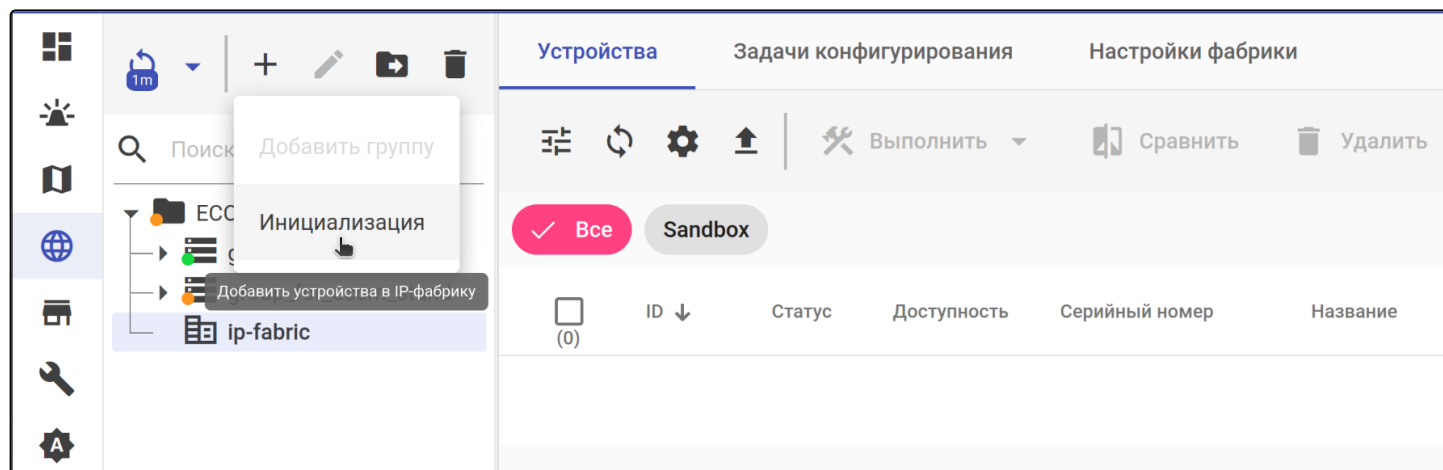 1m
Устройства
Задачи конфигурирования
Настройки фабрики
Поиск
Добавить группу
Инициализация
Добавить устройства в IP-фабрику
ip-fabric
Выполнить
Сравнить
Удалить
Все
Sandbox
(0)
ID
Статус
Доступность
Серийный номер
Название
A